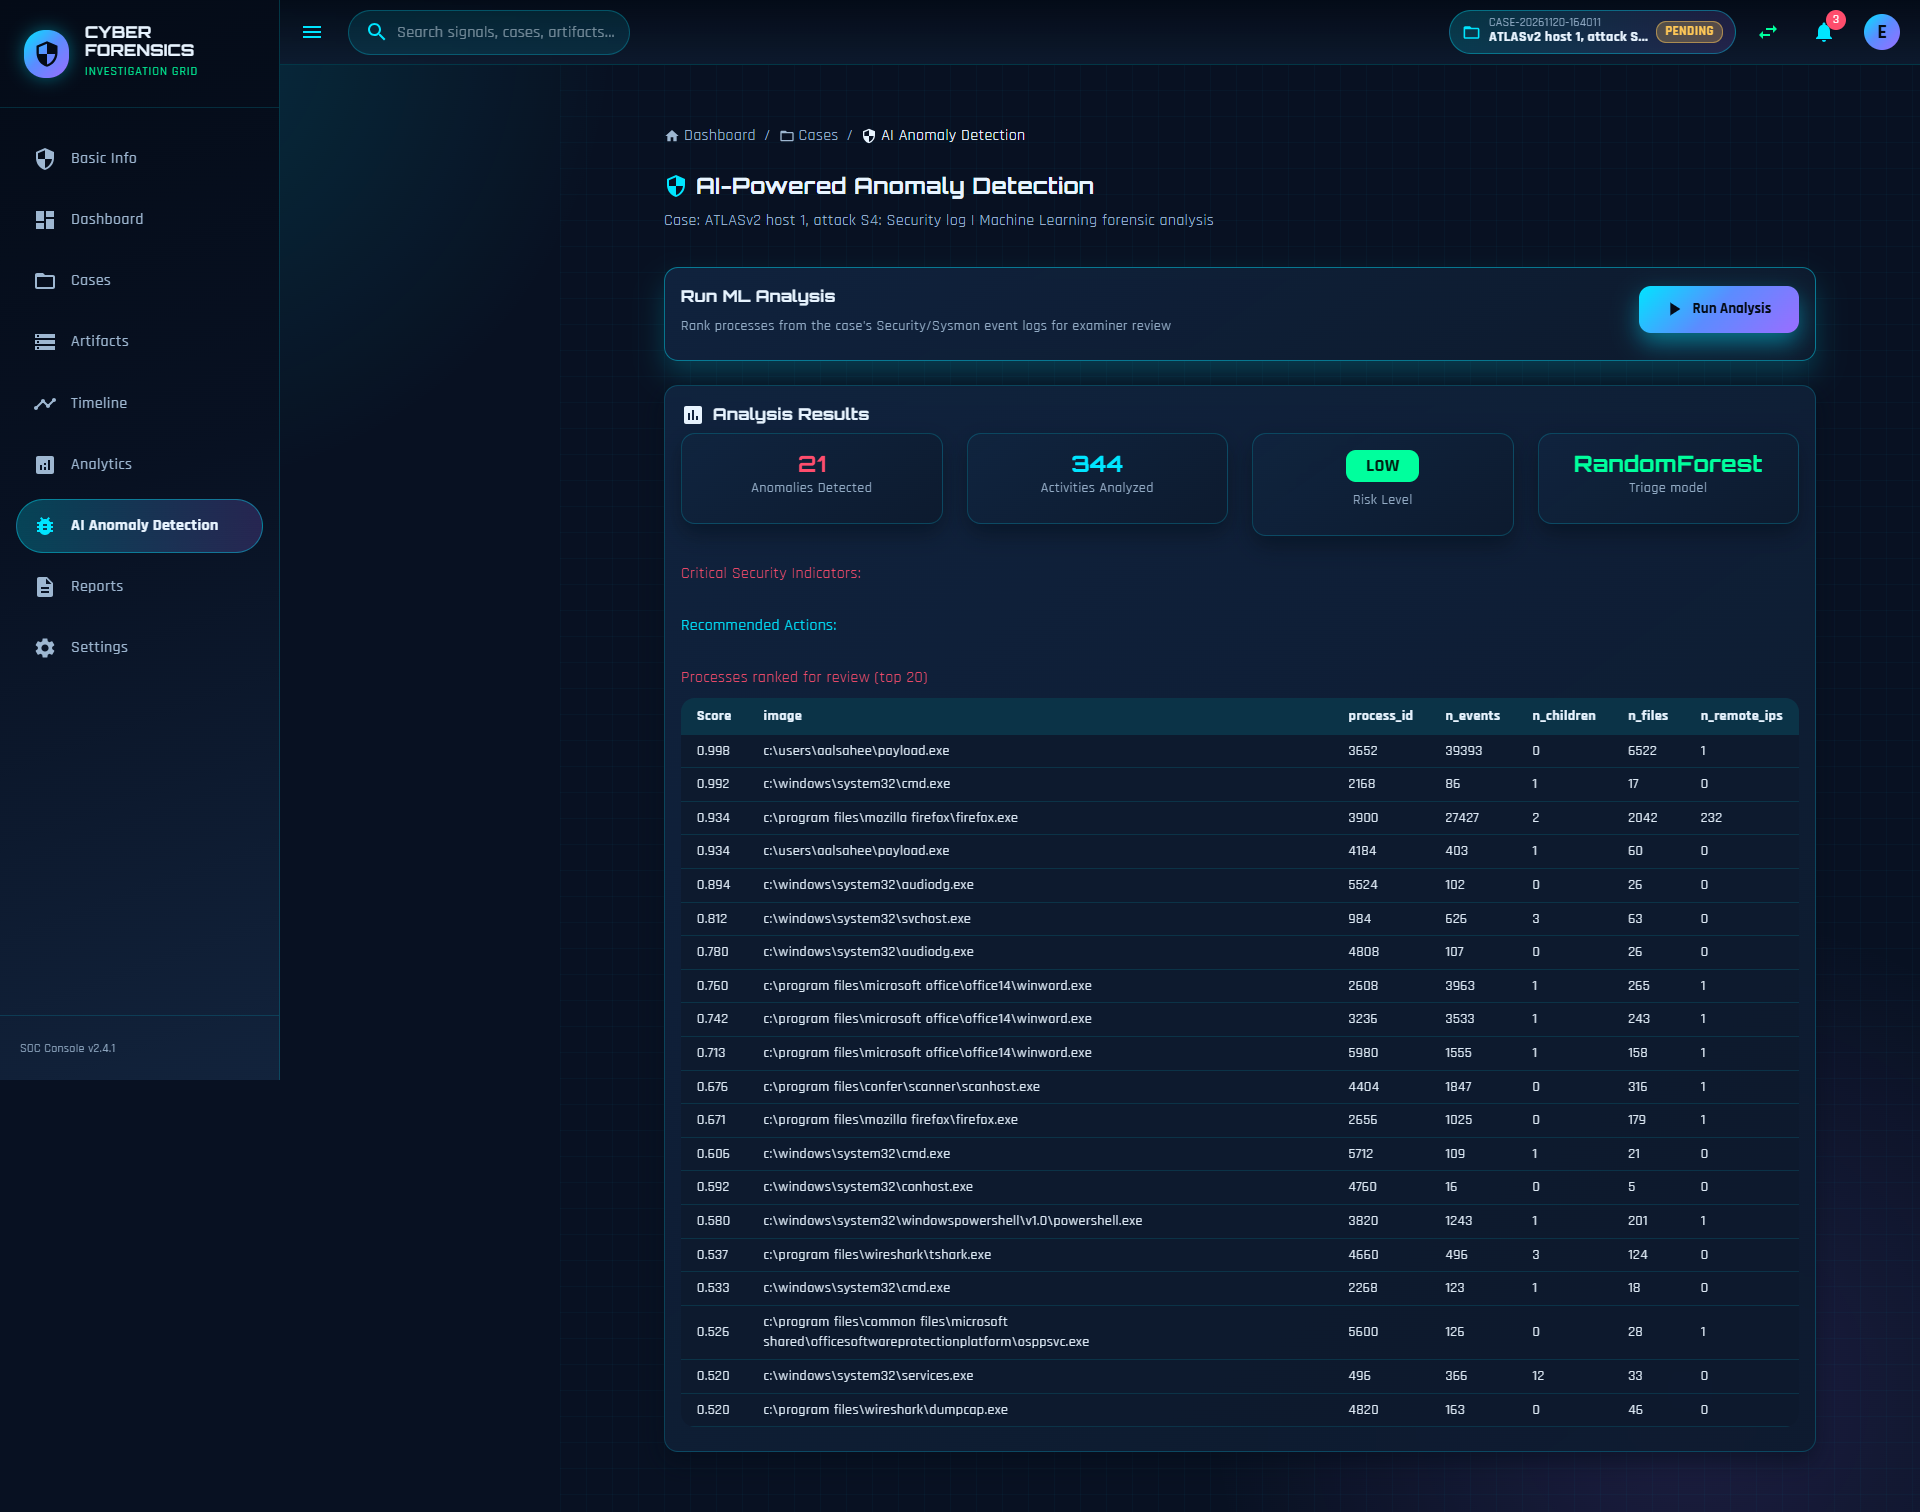 CYBER
FORENSICS
INVESTIGATION GRID
Basic Info
Dashboard
Cases
Artifacts
Timeline
Analytics
AI Anomaly Detection
Reports
Settings
SOC Console v2.4.1
Search signals, cases, artifacts...
CASE-20261120-164011
ATLASv2 host 1, attack S...
PENDING
3
E
Dashboard / Cases / AI Anomaly Detection
AI-Powered Anomaly Detection
Case: ATLASv2 host 1, attack S4: Security log | Machine Learning forensic analysis
Run ML Analysis
Rank processes from the case's Security/Sysmon event logs for examiner review
Run Analysis
Analysis Results
21
Anomalies Detected
344
Activities Analyzed
LOW
Risk Level
RandomForest
Triage model
Critical Security Indicators:
Recommended Actions:
Processes ranked for review (top 20)
Score image process_id n_events n_children n_files n_remote_ips
0.998 c:\users\aalsahee\payload.exe 3652 39393 0 6522 1
0.992 c:\windows\system32\cmd.exe 2168 86 1 17 0
0.934 c:\program files\mozilla firefox\firefox.exe 3900 27427 2 2042 232
0.934 c:\users\aalsahee\payload.exe 4184 403 1 60 0
0.894 c:\windows\system32\audiodg.exe 5524 102 0 26 0
0.812 c:\windows\system32\svchost.exe 984 626 3 63 0
0.780 c:\windows\system32\audiodg.exe 4808 107 0 26 0
0.760 c:\program files\microsoft office\office14\winword.exe 2608 3963 1 265 1
0.742 c:\program files\microsoft office\office14\winword.exe 3236 3533 1 243 1
0.713 c:\program files\microsoft office\office14\winword.exe 5980 1555 1 158 1
0.676 c:\program files\confer\scanner\scanhost.exe 4404 1847 0 316 1
0.671 c:\program files\mozilla firefox\firefox.exe 2656 1025 0 179 1
0.606 c:\windows\system32\cmd.exe 5712 109 1 21 0
0.592 c:\windows\system32\conhost.exe 4760 16 0 5 0
0.580 c:\windows\system32\windowspowershell\v1.0\powershell.exe 3820 1243 1 201 1
0.537 c:\program files\wireshark\tshark.exe 4660 496 3 124 0
0.533 c:\windows\system32\cmd.exe 2268 123 1 18 0
0.526 c:\program files\common files\microsoft
shared\officesoftwareprotectionplatform\osppsvc.exe 5600 126 0 28 1
0.520 c:\windows\system32\services.exe 496 366 12 33 0
0.520 c:\program files\wireshark\dumpcap.exe 4820 163 0 46 0